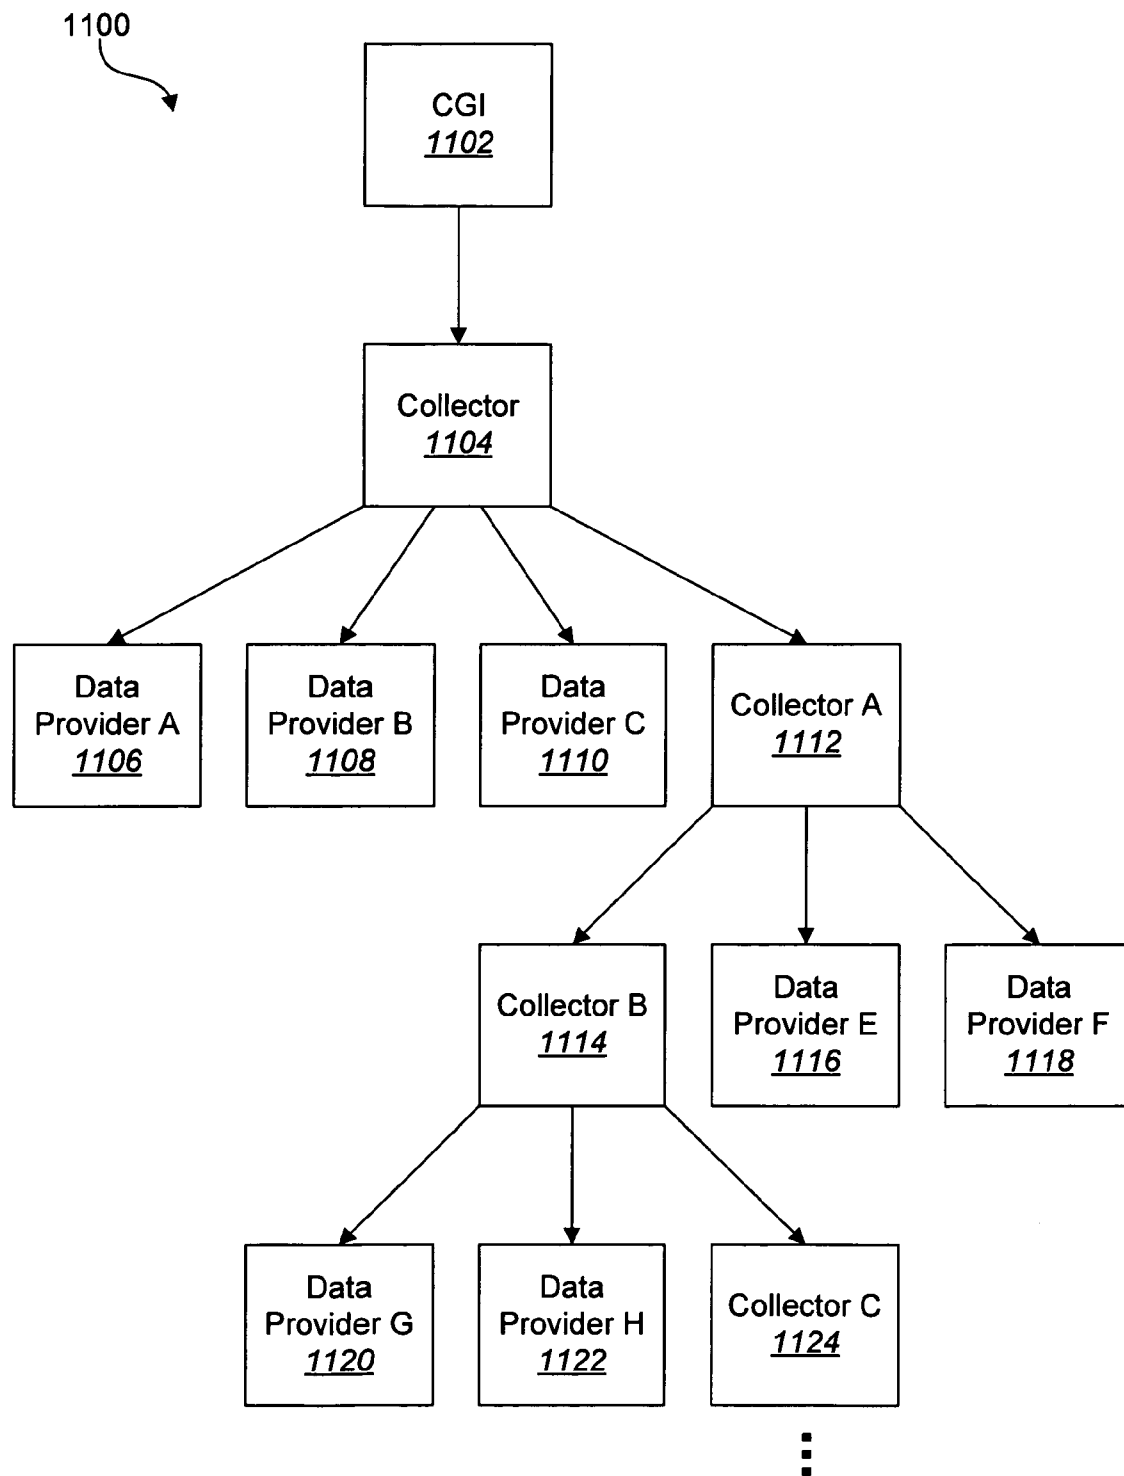 1100
CGI
1102
Collector
1104
Data
Provider A
1106
Data
Provider B
1108
Data
Provider C
1110
Collector A
1112
Collector B
1114
Data
Provider E
1116
Data
Provider F
1118
Data
Provider G
1120
Data
Provider H
1122
Collector C
1124